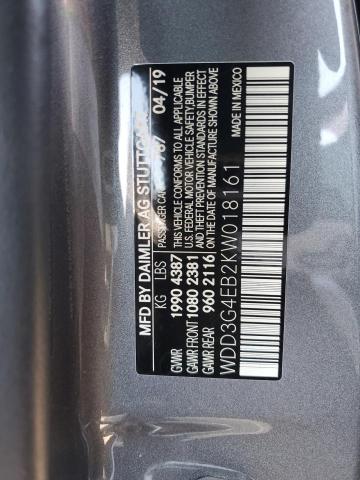 MFD BY DAIMLER AG STUTTG
KG LBS PASSENGER CAR 787 04/19
GVWR 1990 4387 THIS VEHICLE CONFORMS TO ALL APPLICABLE
GAWR FRONT 1080 2381 U.S. FEDERAL MOTOR VEHICLE SAFETY, BUMPER
GAWR REAR 960 2116 AND THEFT PREVENTION STANDARDS IN EFFECT
ON THE DATE OF MANUFACTURE SHOWN ABOVE
WDD3G4EB2KW018161
MADE IN MEXICO